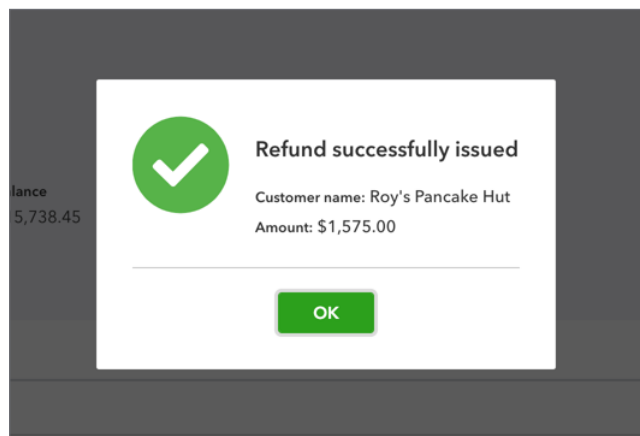 Refund successfully issued
lance
Customer name: Roy's Pancake Hut
5,738.45
Amount: $1,575.00
OK